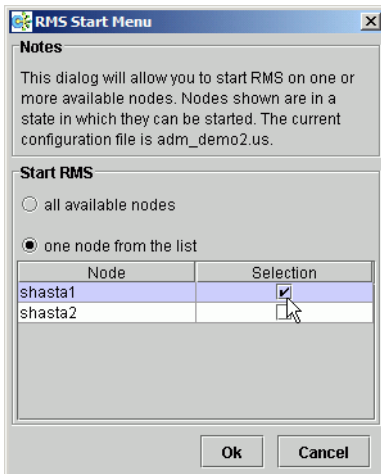 RMS Start Menu
Notes
This dialog will allow you to start RMS on one or
more available nodes. Nodes shown are in a
state in which they can be started. The current
configuration file is adm_demo2.us.
Start RMS
all available nodes
one node from the list
Node Selection
shasta1
shasta2
Ok Cancel